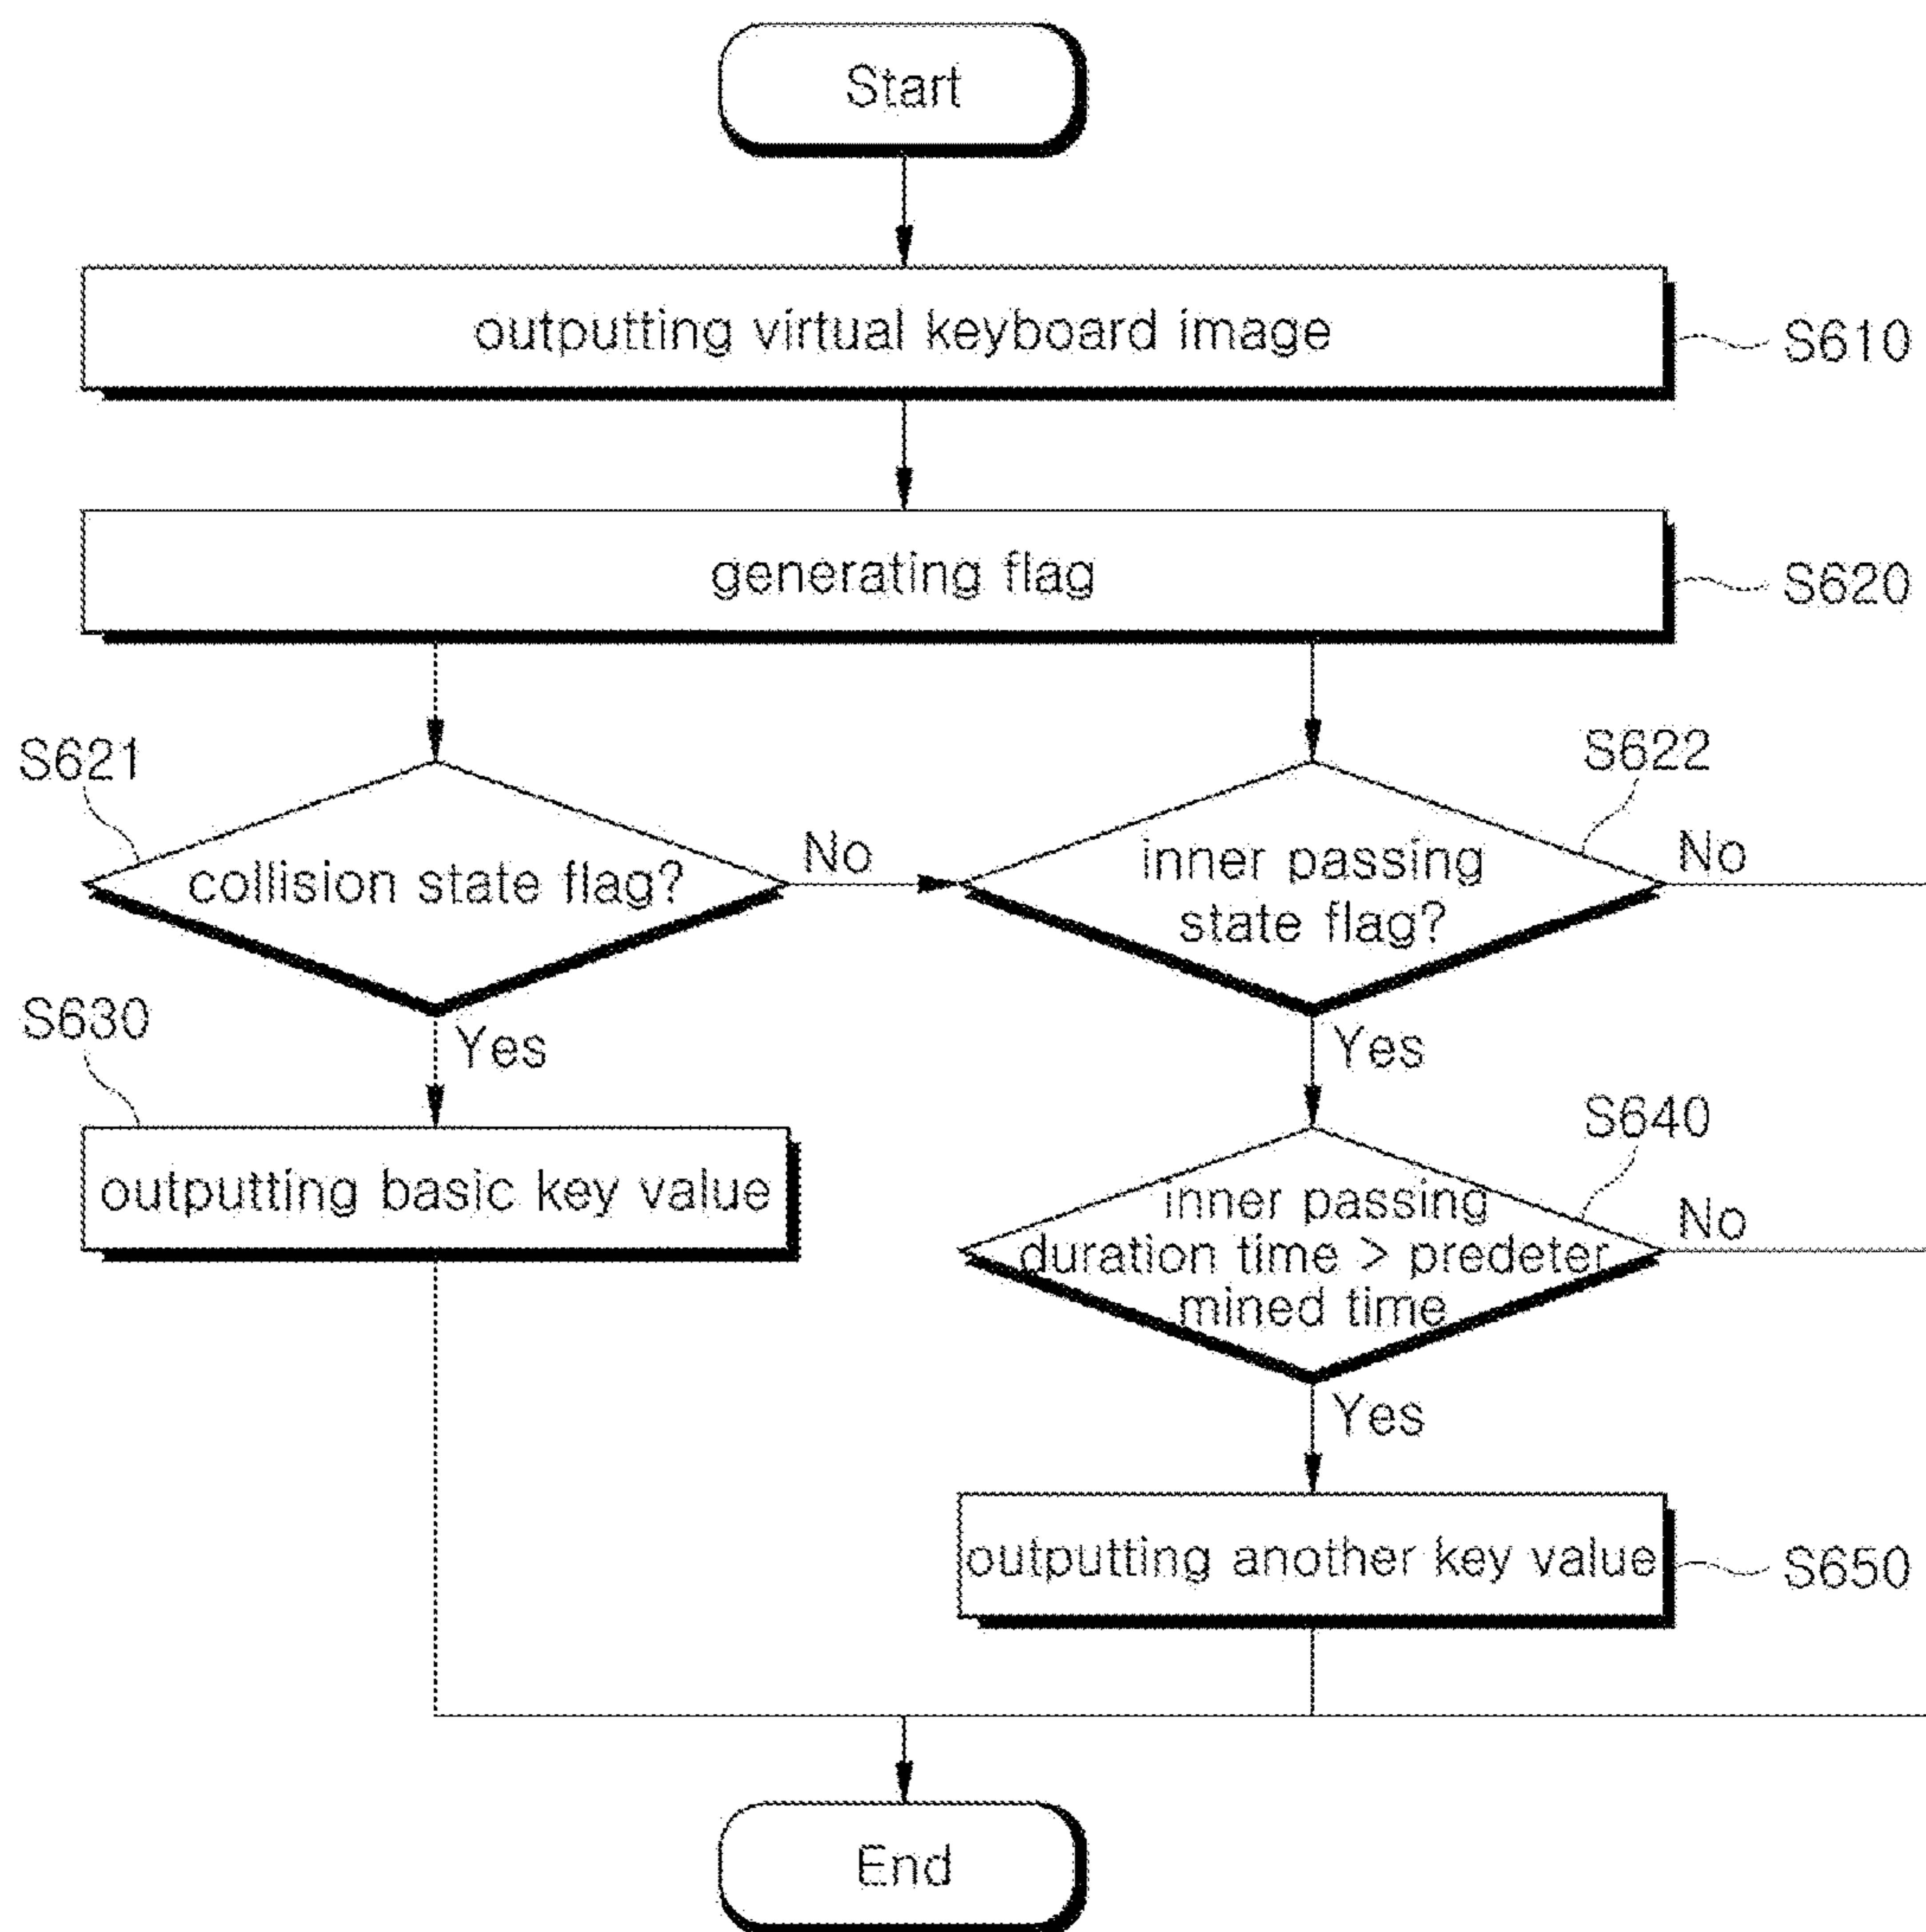 Start
outputting virtual keyboard image
S610
generating flag
S620
S621
collision state flag?
No
S622
inner passing
state flag?
No
Yes
Yes
S630
outputting basic key value
S640
inner passing
duration time > predeter
mined time
No
Yes
outputting another key value
S650
End